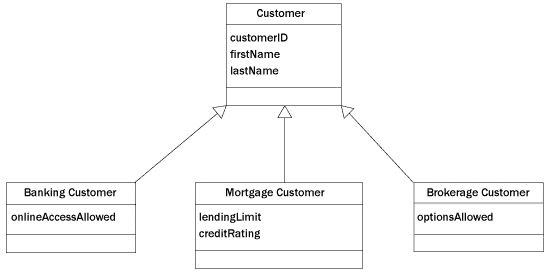 Customer
customerID
firstName
lastName
Banking Customer
onlineAccessAllowed
Mortgage Customer
lendingLimit
creditRating
Brokerage Customer
optionsAllowed